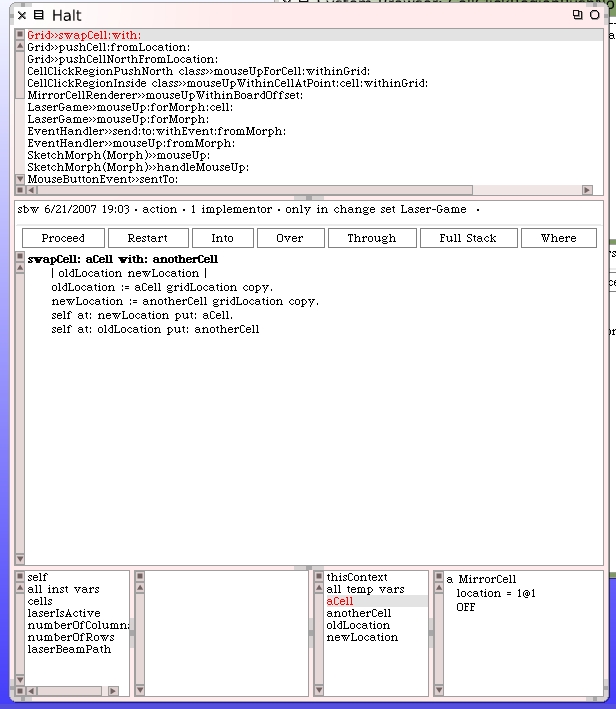 Halt
Grid>>swapCell:with:
Grid>>pushCell:fromLocation:
Grid>>pushCellNorthFromLocation:
CellClickRegionPushNorth class>>mouseUpForCell:withinGrid:
CellClickRegionInside class>>mouseUpWithinCellAtPoint:cell:withinGrid:
MirrorCellRenderer>>mouseUpWithinBoardOffset:
LaserGame>>mouseUp:forMorph:cell:
LaserGame>>mouseUp:forMorph:
EventHandler>>send:to:withEvent:fromMorph:
EventHandler>>mouseUp:fromMorph:
SketchMorph(Morph)>>mouseUp:
SketchMorph(Morph)>>handleMouseUp:
MouseButtonEvent>>sentTo:
sbw 6/21/2007 19:03 · action · 1 implementor · only in change set Laser-Game ·
Proceed Restart Into Over Through Full Stack Where
swapCell: aCell with: anotherCell
| oldLocation newLocation |
oldLocation := aCell gridLocation copy.
newLocation := anotherCell gridLocation copy.
self at: newLocation put: aCell.
self at: oldLocation put: anotherCell
self
all inst vars
cells
laserIsActive
numberOfColumns
numberOfRows
laserBeamPath
thisContext
all temp vars
aCell
anotherCell
oldLocation
newLocation
a MirrorCell
location = 1@1
OFF